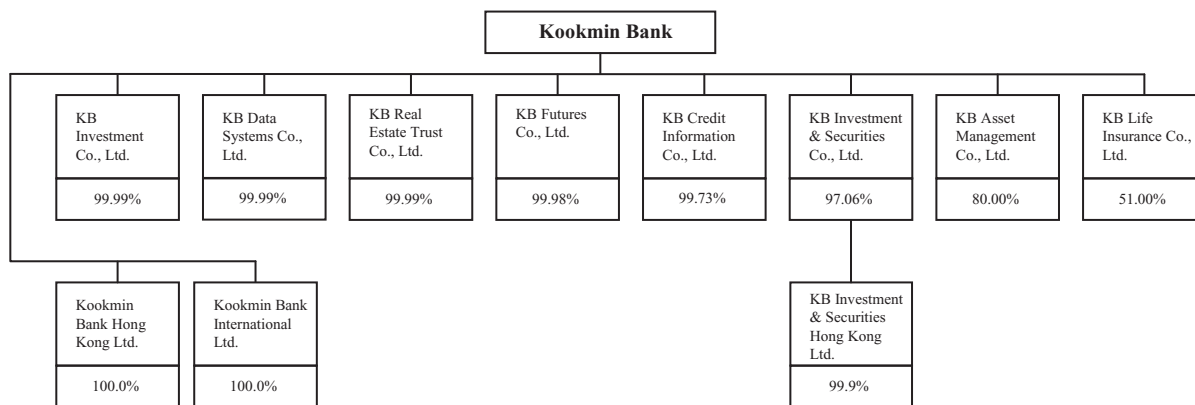 Kookmin Bank
KB
Investment
Co., Ltd.
99.99%
KB Data
Systems Co.,
Ltd.
99.99%
KB Real
Estate Trust
Co., Ltd.
99.99%
KB Futures
Co., Ltd.
99.98%
KB Credit
Information
Co., Ltd.
99.73%
KB Investment
& Securities
Co., Ltd.
97.06%
KB Asset
Management
Co., Ltd.
80.00%
KB Life
Insurance Co.,
Ltd.
51.00%
Kookmin
Bank Hong
Kong Ltd.
100.0%
Kookmin Bank
International
Ltd.
100.0%
KB Investment
& Securities
Hong Kong
Ltd.
99.9%